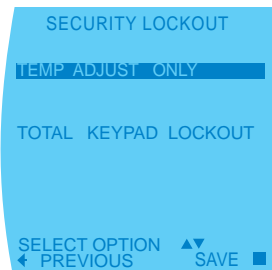 SECURITY LOCKOUT
TEMP ADJUST ONLY
TOTAL KEYPAD LOCKOUT
SELECT OPTION ▲▼
← PREVIOUS SAVE ■